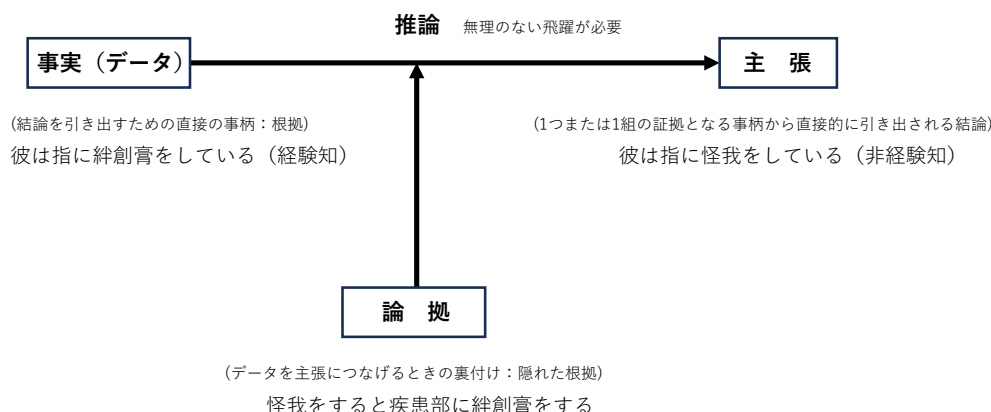 推論 無理のない飛躍が必要
事実（データ） 主 張
(結論を引き出すための直接の事柄：根拠) (1つまたは1組の証拠となる事柄から直接的に引き出される結論)
彼は指に絆創膏をしている（経験知） 彼は指に怪我をしている（非経験知）
論 拠
(データを主張につなげるときの裏付け：隠れた根拠)
怪我をすると疾患部に絆創膏をする